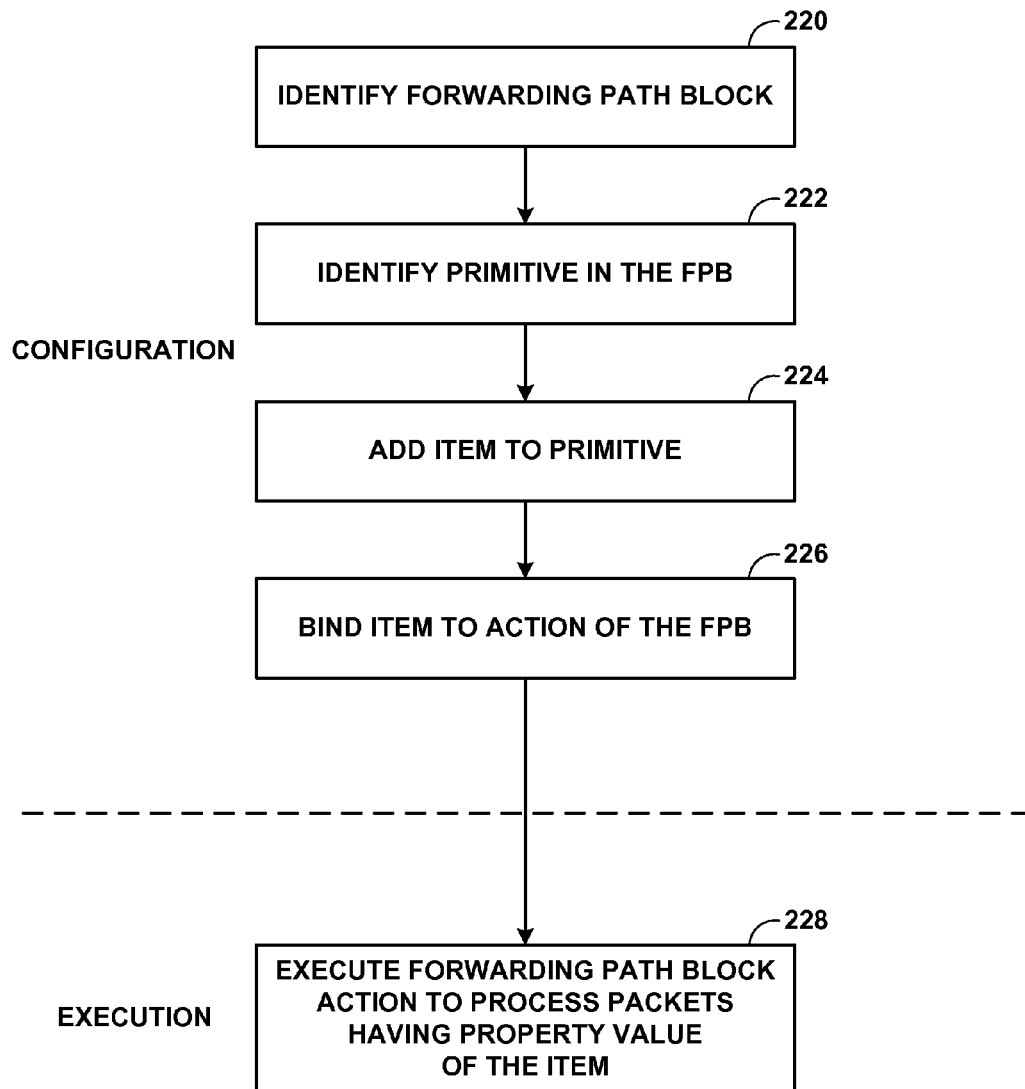 220
IDENTIFY FORWARDING PATH BLOCK
222
IDENTIFY PRIMITIVE IN THE FPB
CONFIGURATION
224
ADD ITEM TO PRIMITIVE
226
BIND ITEM TO ACTION OF THE FPB
228
EXECUTE FORWARDING PATH BLOCK
ACTION TO PROCESS PACKETS
HAVING PROPERTY VALUE
OF THE ITEM
EXECUTION